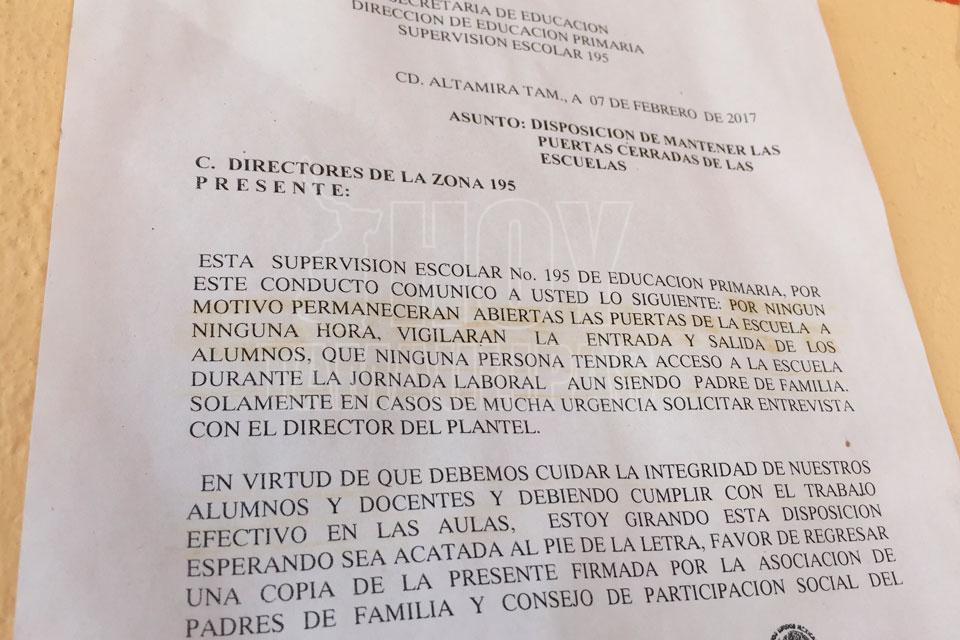 SECRETARIA DE EDUCACION
DIRECCION DE EDUCACION PRIMARIA
SUPERVISION ESCOLAR 195
CD. ALTAMIRA TAM., A 07 DE FEBRERO DE 2017
ASUNTO: DISPOSICION DE MANTENER LAS
PUERTAS CERRADAS DE LAS
ESCUELAS
C. DIRECTORES DE LA ZONA 195
P R E S E N T E:
HOY
ESTA SUPERVISION ESCOLAR No. 195 DE EDUCACION PRIMARIA, POR
ESTE CONDUCTO COMUNICO A USTED LO SIGUIENTE: POR NINGUN
MOTIVO PERMANECERAN ABIERTAS LAS PUERTAS DE LA ESCUELA A
NINGUNA HORA, VIGILARAN LA ENTRADA Y SALIDA DE LOS
ALUMNOS, QUE NINGUNA PERSONA TENDRA ACCESO A LA ESCUELA
DURANTE LA JORNADA LABORAL AUN SIENDO PADRE DE FAMILIA.
SOLAMENTE EN CASOS DE MUCHA URGENCIA SOLICITAR ENTREVISTA
CON EL DIRECTOR DEL PLANTEL.
EN VIRTUD DE QUE DEBEMOS CUIDAR LA INTEGRIDAD DE NUESTROS
ALUMNOS Y DOCENTES Y DEBIENDO CUMPLIR CON EL TRABAJO
EFECTIVO EN LAS AULAS, ESTOY GIRANDO ESTA DISPOSICION
ESPERANDO SEA ACATADA AL PIE DE LA LETRA, FAVOR DE REGRESAR
UNA COPIA DE LA PRESENTE FIRMADA POR LA ASOCIACION DE
PADRES DE FAMILIA Y CONSEJO DE PARTICIPACION SOCIAL DEL